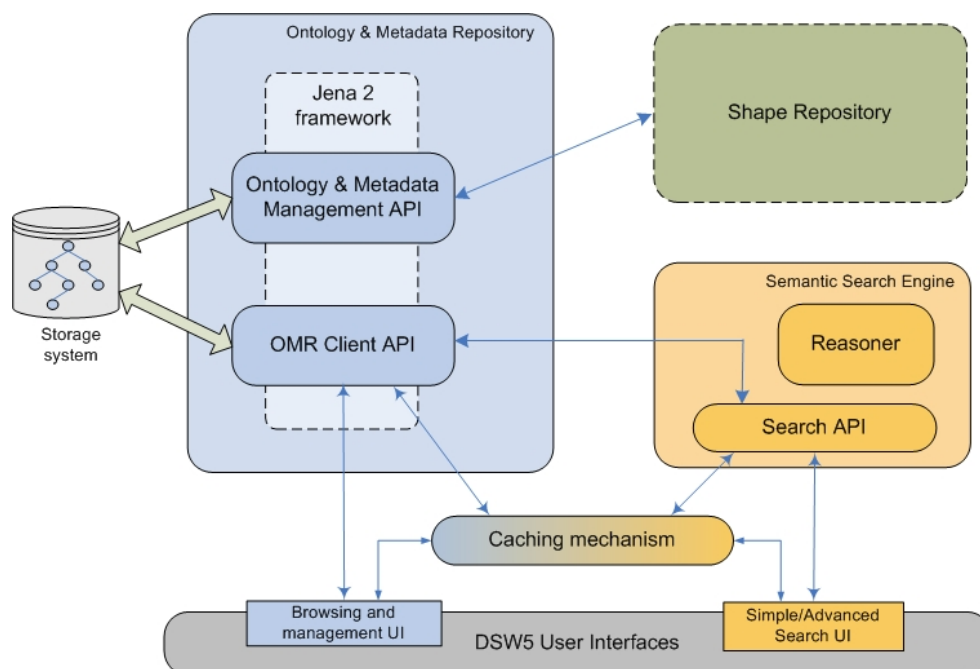 Ontology & Metadata Repository
Jena 2
framework
Shape Repository
Ontology & Metadata
Management API
Storage
system
OMR Client API
Semantic Search Engine
Reasoner
Search API
Caching mechanism
Browsing and
management UI
DSW5 User Interfaces
Simple/Advanced
Search UI